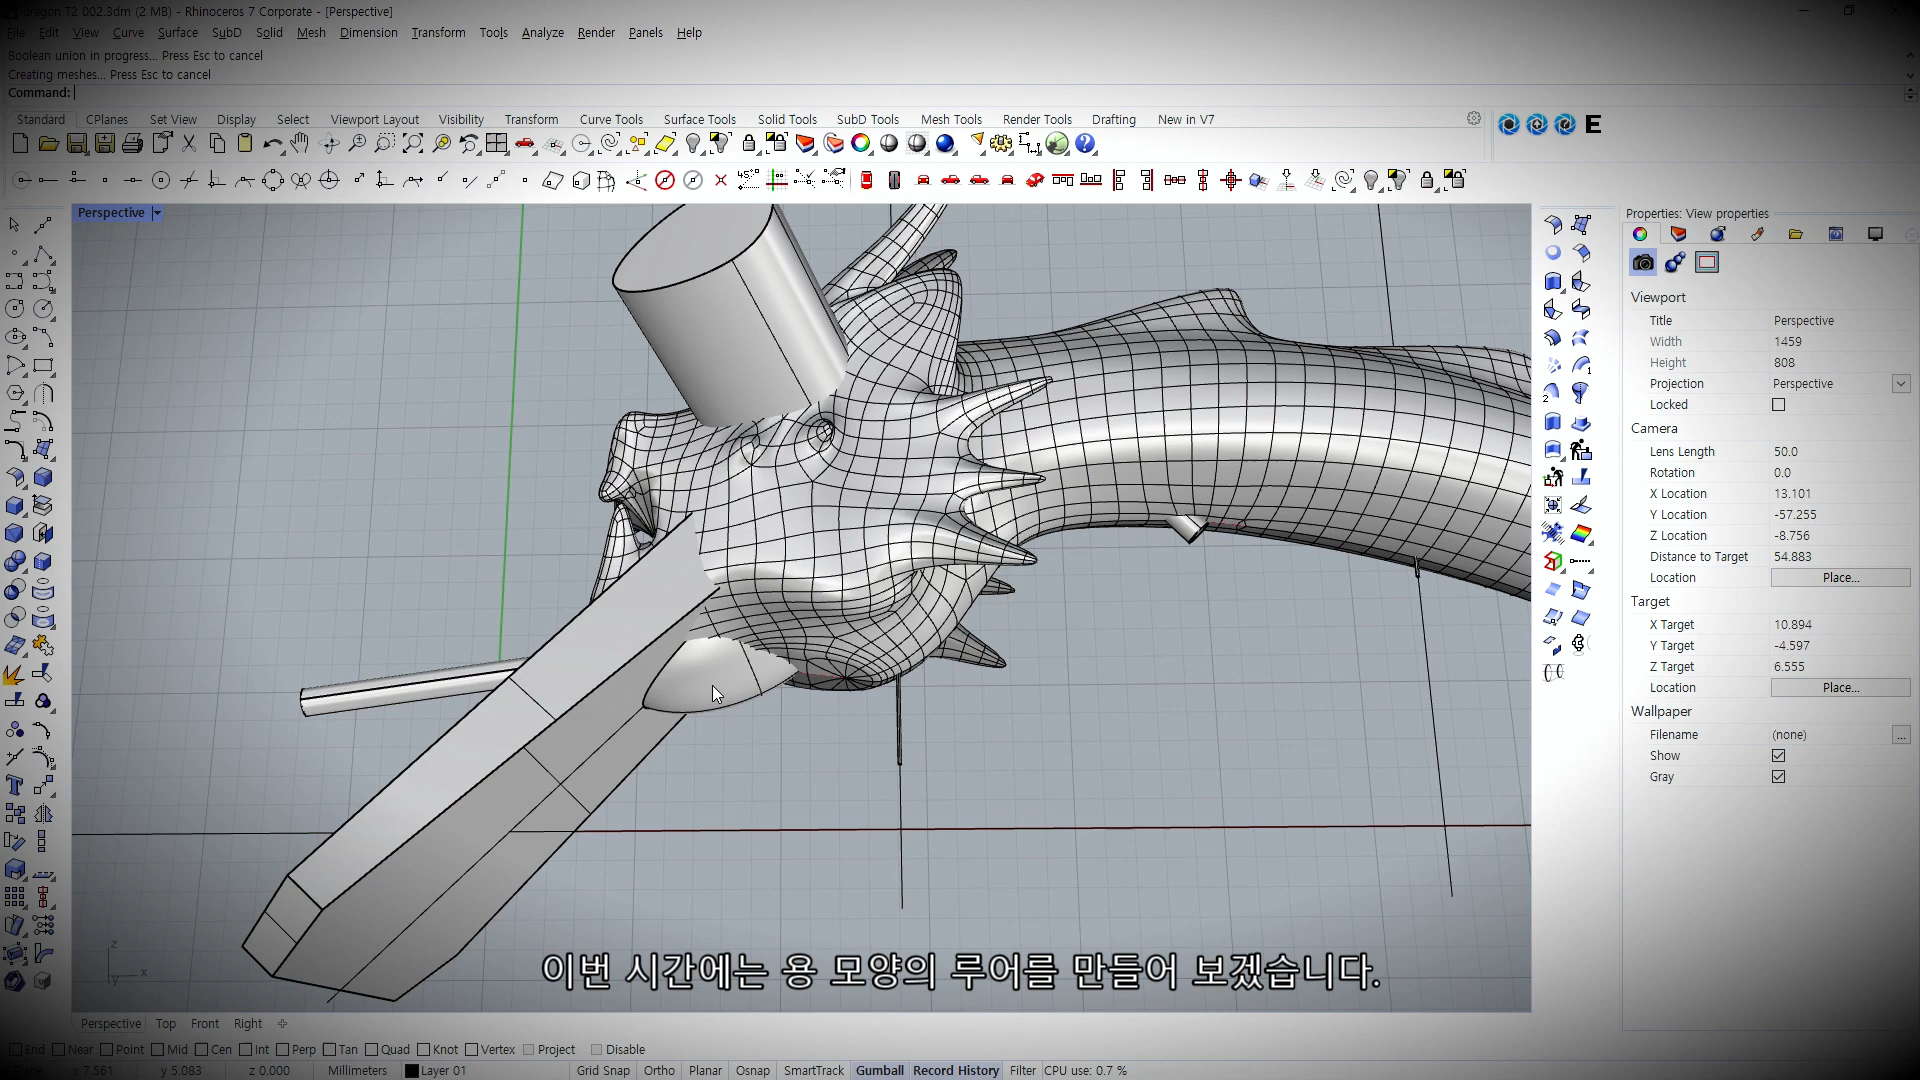 dragon T2 002.3dm (2 MB) - Rhinoceros 7 Corporate - [Perspective]
File Edit View Curve Surface SubD Solid Mesh Dimension Transform Tools Analyze Render Panels Help
Boolean union in progress... Press Esc to cancel
Creating meshes... Press Esc to cancel
Command:
Standard CPlanes Set View Display Select Viewport Layout Visibility Transform Curve Tools Surface Tools Solid Tools SubD Tools Mesh Tools Render Tools Drafting New in V7
E
Perspective
Properties: View properties
Viewport
Title Perspective
Width 1459
Height 808
Projection Perspective
Locked
Camera
Lens Length 50.0
Rotation 0.0
X Location 13.101
Y Location -57.255
Z Location -8.756
Distance to Target 54.883
Location Place...
Target
X Target 10.894
Y Target -4.597
Z Target 6.555
Location Place...
Wallpaper
Filename (none) ...
Show
Gray
z
y x
이번 시간에는 용 모양의 루어를 만들어 보겠습니다.
Perspective Top Front Right
End Near Point Mid Cen Int Perp Tan Quad Knot Vertex Project Disable
Plane x 7.561 y 5.083 z 0.000 Millimeters Layer 01 Grid Snap Ortho Planar Osnap SmartTrack Gumball Record History Filter CPU use: 0.7 %